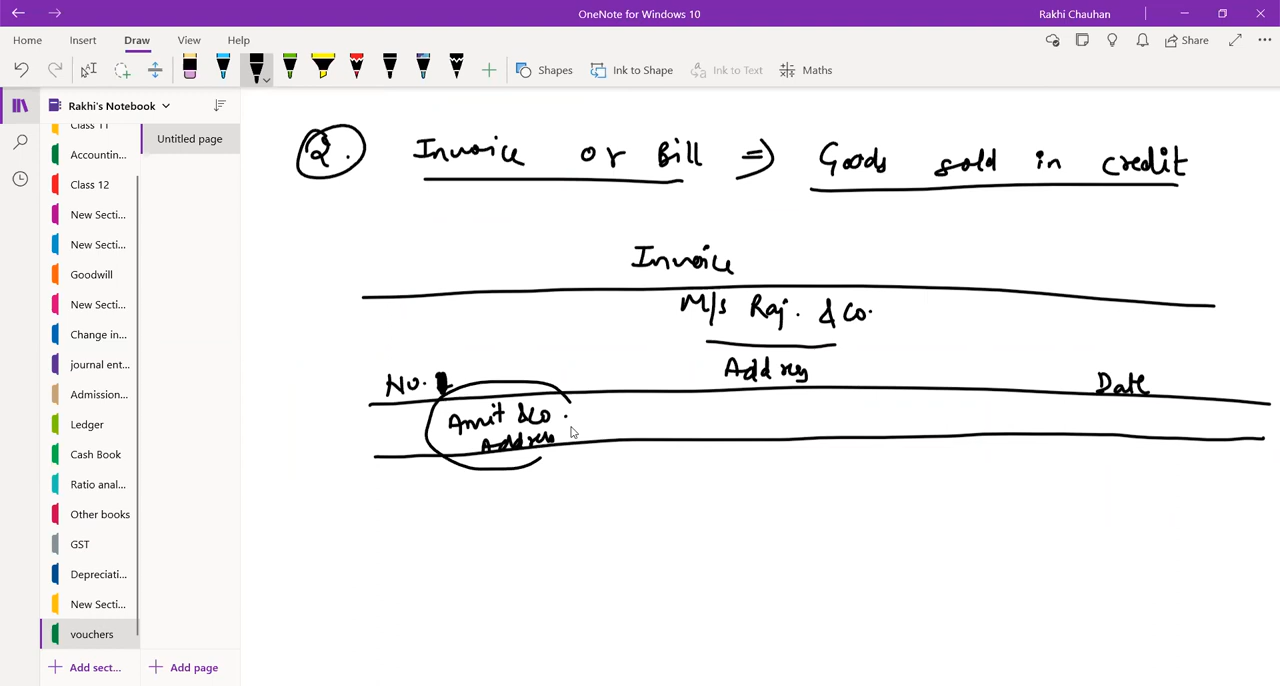 OneNote for Windows 10
Rakhi Chauhan
Home Insert Draw View Help
Share
Shapes Ink to Shape Ink to Text Maths
Rakhi's Notebook
Untitled page
Class 11
Accountin...
Class 12
New Secti...
New Secti...
Goodwill
New Secti...
Change in...
journal ent...
Admission...
Ledger
Cash Book
Ratio anal...
Other books
GST
Depreciati...
New Secti...
vouchers
Add sect... Add page
2. Invoice or Bill ⇒ Goods sold in credit
Invoice
M/s Raj. & Co.
Address
No. 1 Date
Amit & Co.
Address